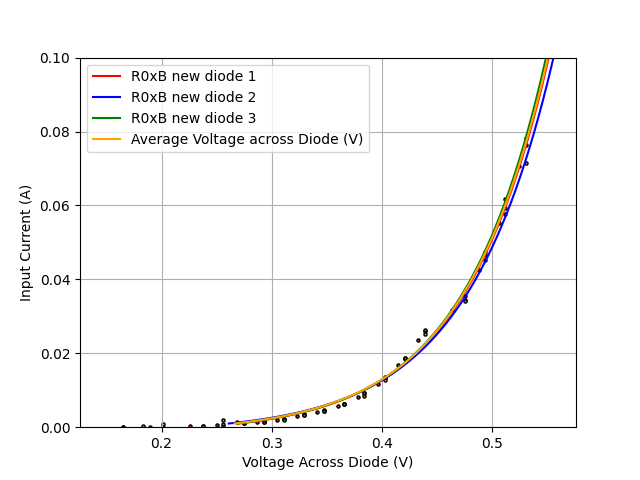 R0xB new diode 1
R0xB new diode 2
R0xB new diode 3
Average Voltage across Diode (V)
0.10
0.08
0.06
0.04
0.02
0.00
Input Current (A)
0.2 0.3 0.4 0.5
Voltage Across Diode (V)